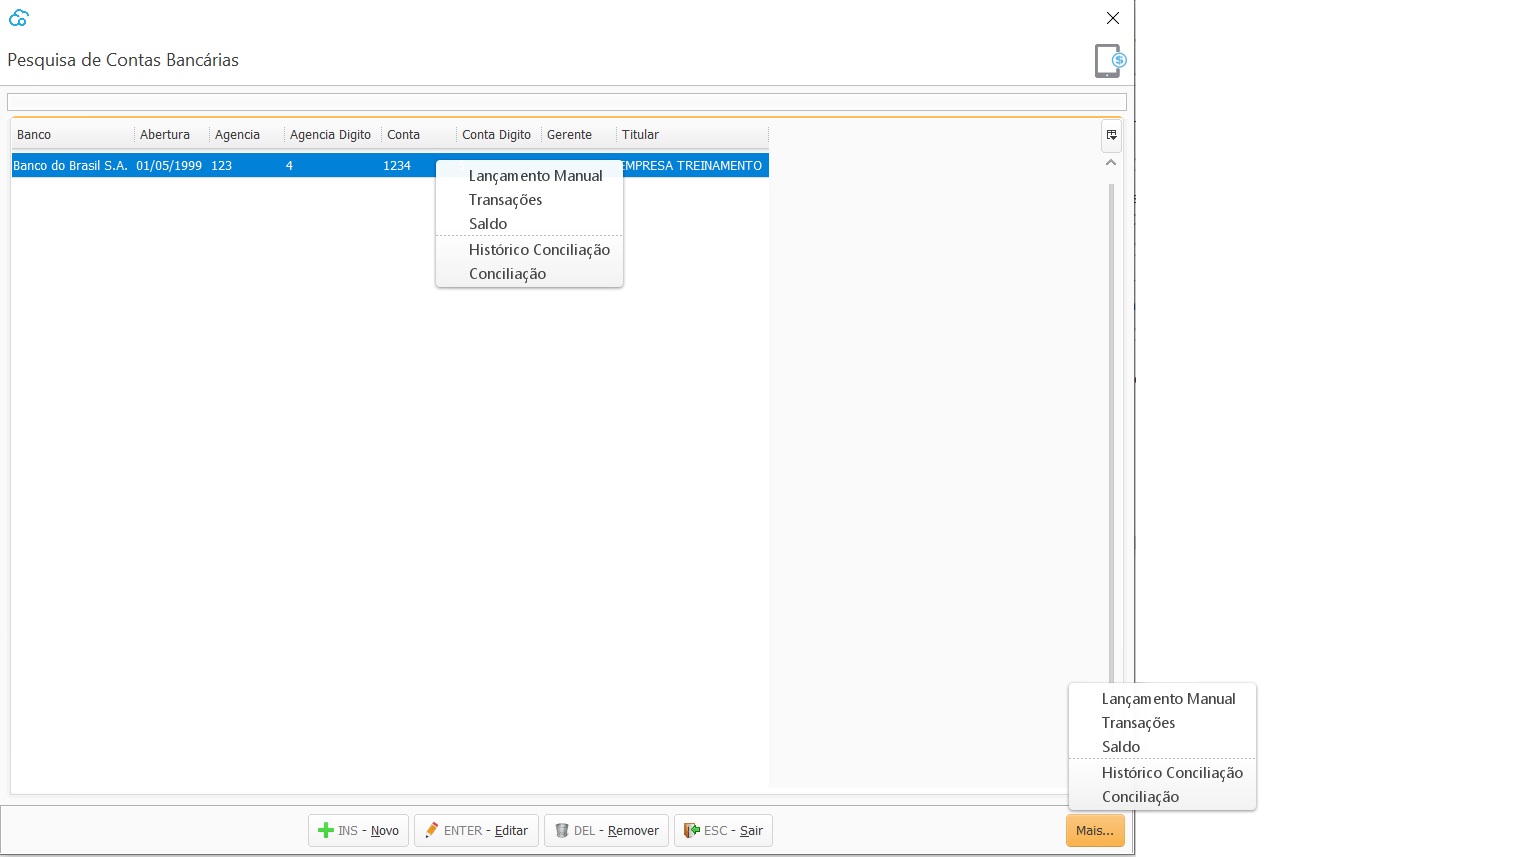 Pesquisa de Contas Bancárias
Banco Abertura Agencia Agencia Digito Conta Conta Digito Gerente Titular
Banco do Brasil S.A. 01/05/1999 123 4 1234 EMPRESA TREINAMENTO
Lançamento Manual
Transações
Saldo
Histórico Conciliação
Conciliação
Lançamento Manual
Transações
Saldo
Histórico Conciliação
Conciliação
INS - Novo ENTER - Editar DEL - Remover ESC - Sair Mais...